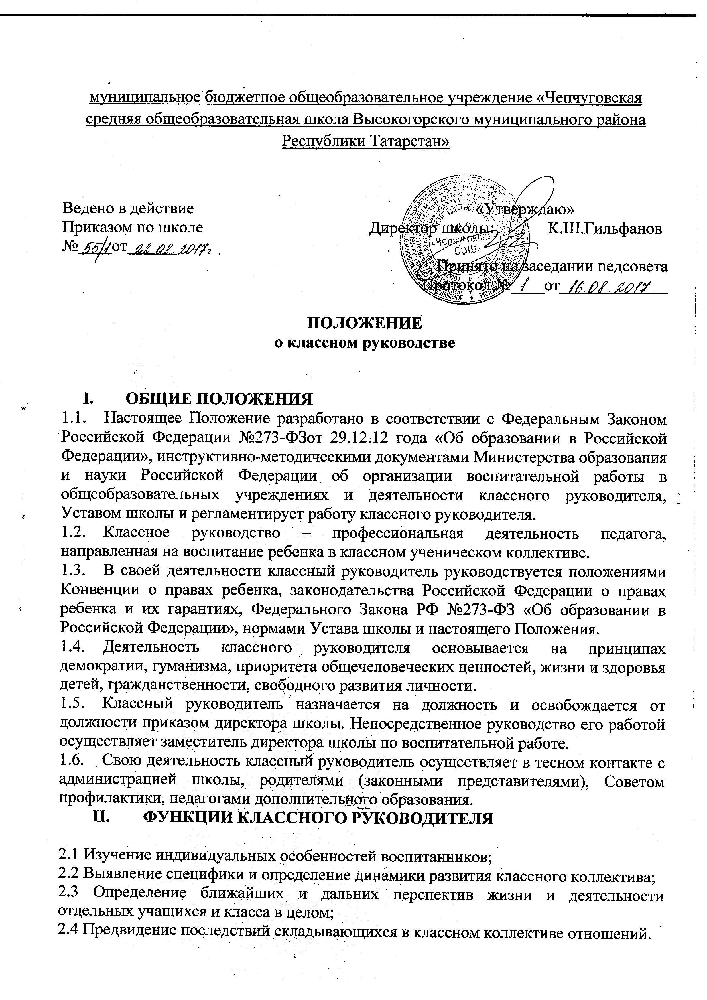 муниципальное бюджетное общеобразовательное учреждение «Чепчуговская
средняя общеобразовательная школа Высокогорского муниципального района
Республики Татарстан»
Ведено в действие
«Утверждаю»
Приказом по школе
Директор школы: К.Ш.Гильфанов
№ 55/1 от 22.08.2017г.
«Чепчуговская
СОШ»
Принято на заседании педсовета
Протокол № 1 от 16.08.2017.
ПОЛОЖЕНИЕ
о классном руководстве
I. ОБЩИЕ ПОЛОЖЕНИЯ
1.1. Настоящее Положение разработано в соответствии с Федеральным Законом
Российской Федерации №273-ФЗот 29.12.12 года «Об образовании в Российской
Федерации», инструктивно-методическими документами Министерства образования
и науки Российской Федерации об организации воспитательной работы в
общеобразовательных учреждениях и деятельности классного руководителя,
Уставом школы и регламентирует работу классного руководителя.
1.2. Классное руководство – профессиональная деятельность педагога,
направленная на воспитание ребенка в классном ученическом коллективе.
1.3. В своей деятельности классный руководитель руководствуется положениями
Конвенции о правах ребенка, законодательства Российской Федерации о правах
ребенка и их гарантиях, Федерального Закона РФ №273-ФЗ «Об образовании в
Российской Федерации», нормами Устава школы и настоящего Положения.
1.4. Деятельность классного руководителя основывается на принципах
демократии, гуманизма, приоритета общечеловеческих ценностей, жизни и здоровья
детей, гражданственности, свободного развития личности.
1.5. Классный руководитель назначается на должность и освобождается от
должности приказом директора школы. Непосредственное руководство его работой
осуществляет заместитель директора школы по воспитательной работе.
1.6. Свою деятельность классный руководитель осуществляет в тесном контакте с
администрацией школы, родителями (законными представителями), Советом
профилактики, педагогами дополнительного образования.
II. ФУНКЦИИ КЛАССНОГО РУКОВОДИТЕЛЯ
2.1 Изучение индивидуальных особенностей воспитанников;
2.2 Выявление специфики и определение динамики развития классного коллектива;
2.3 Определение ближайших и дальних перспектив жизни и деятельности
отдельных учащихся и класса в целом;
2.4 Предвидение последствий складывающихся в классном коллективе отношений.